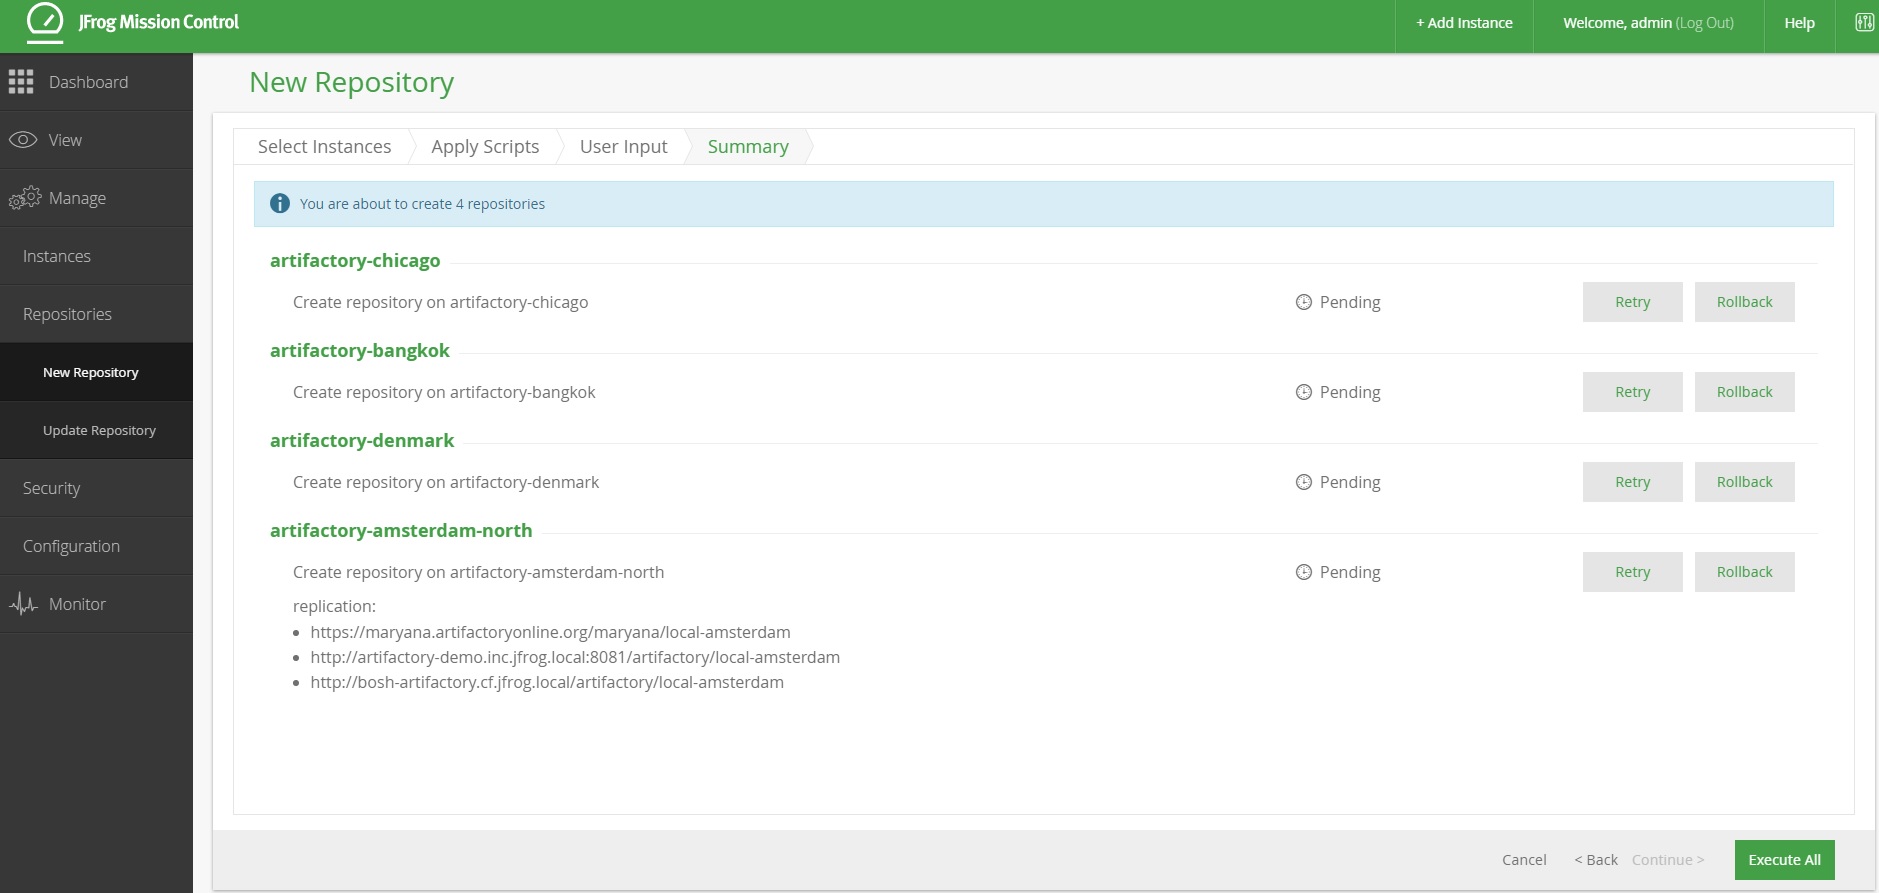 JFrog Mission Control
+ Add Instance
Welcome, admin (Log Out)
Help
Dashboard
View
Manage
Instances
Repositories
New Repository
Update Repository
Security
Configuration
Monitor
New Repository
Select Instances
Apply Scripts
User Input
Summary
You are about to create 4 repositories
artifactory-chicago
Create repository on artifactory-chicago
Pending
Retry
Rollback
artifactory-bangkok
Create repository on artifactory-bangkok
Pending
Retry
Rollback
artifactory-denmark
Create repository on artifactory-denmark
Pending
Retry
Rollback
artifactory-amsterdam-north
Create repository on artifactory-amsterdam-north
Pending
Retry
Rollback
replication:
• https://maryana.artifactoryonline.org/maryana/local-amsterdam
• http://artifactory-demo.inc.jfrog.local:8081/artifactory/local-amsterdam
• http://bosh-artifactory.cf.jfrog.local/artifactory/local-amsterdam
Cancel
< Back
Continue >
Execute All